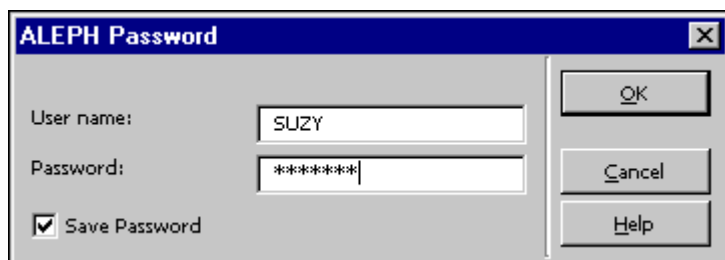 ALEPH Password
User name: SUZY
Password: *******
Save Password
OK
Cancel
Help